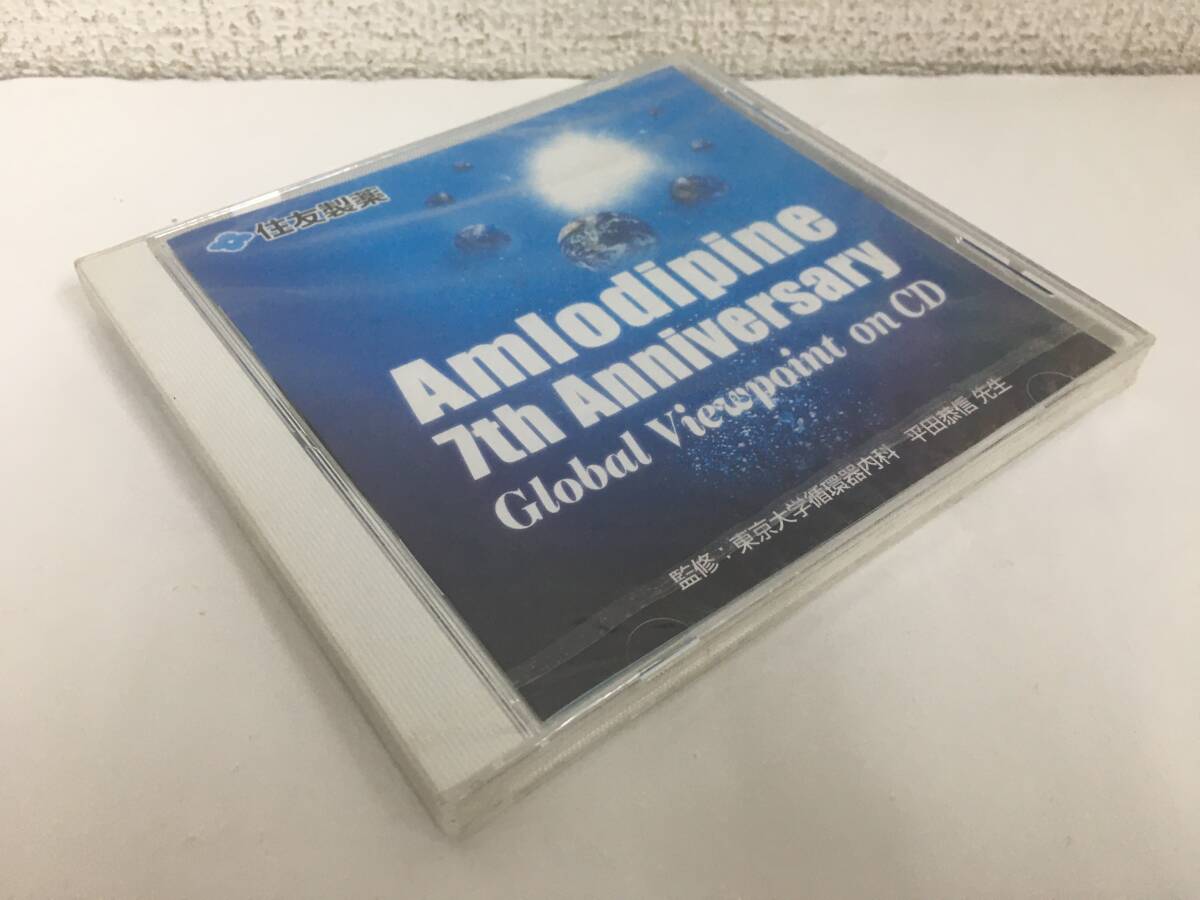 住友製薬
Amlodipine
7th Anniversary
Global Viewpoint on CD
監修：東京大学循環器内科 平田恭信 先生